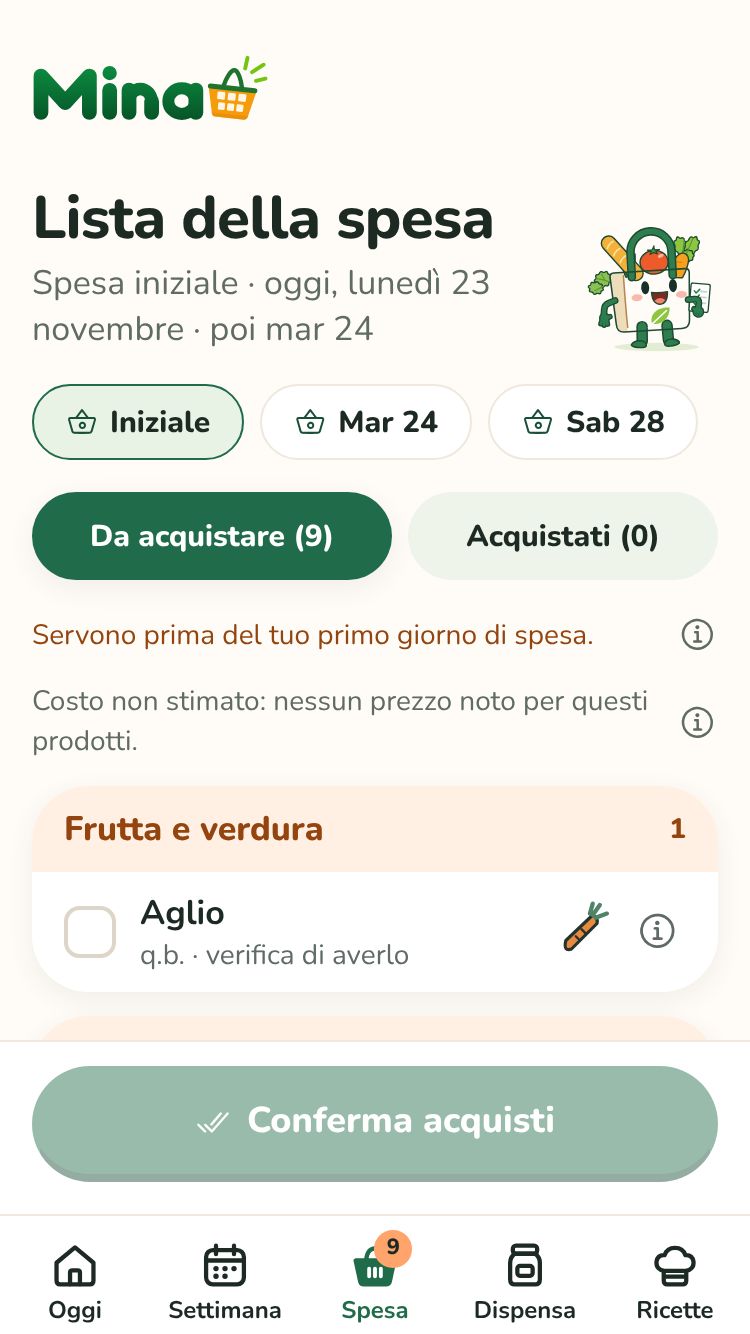 Mina
Lista della spesa
Spesa iniziale · oggi, lunedì 23
novembre · poi mar 24
Iniziale
Mar 24
Sab 28
Da acquistare (9)
Acquistati (0)
Servono prima del tuo primo giorno di spesa.
Costo non stimato: nessun prezzo noto per questi
prodotti.
Frutta e verdura
1
Aglio
q.b. · verifica di averlo
Conferma acquisti
9
Oggi
Settimana
Spesa
Dispensa
Ricette